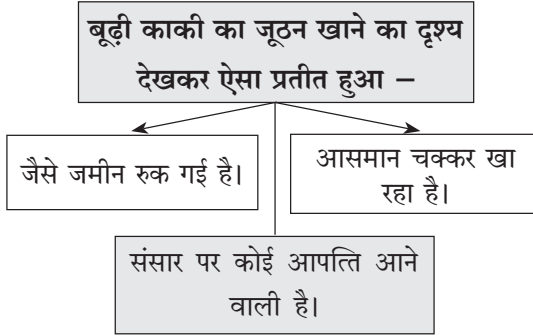 बूढ़ी काकी का जूठन खाने का दृश्य
देखकर ऐसा प्रतीत हुआ –
जैसे जमीन रुक गई है।
आसमान चक्कर खा
रहा है।
संसार पर कोई आपत्ति आने
वाली है।